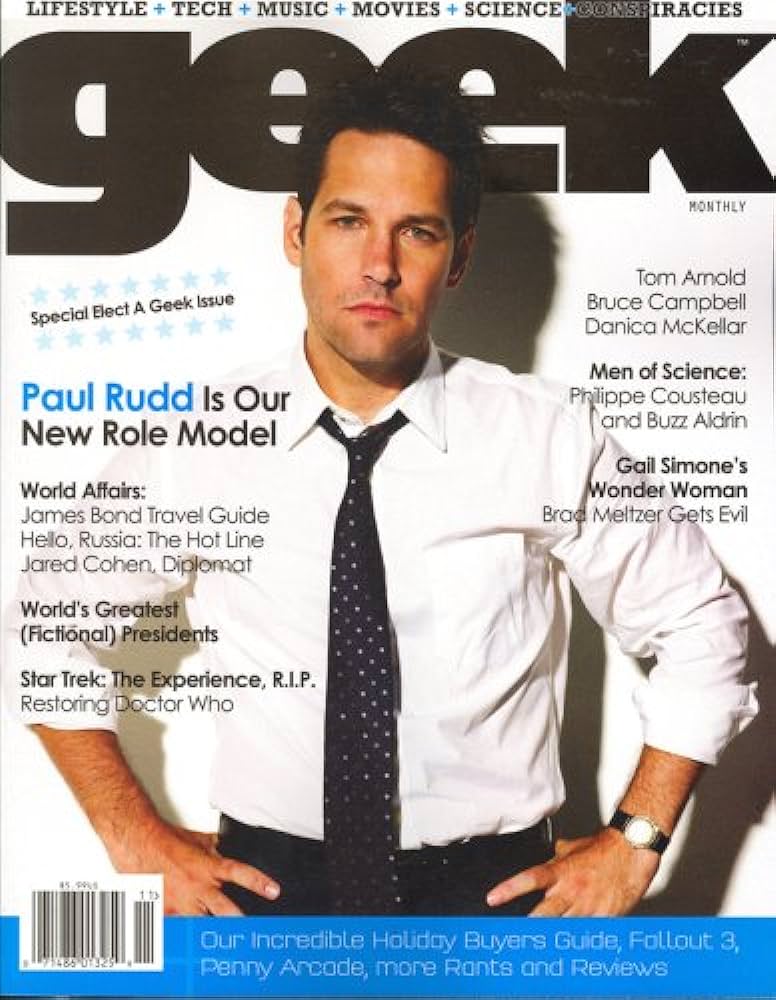 LIFESTYLE + TECH + MUSIC + MOVIES + SCIENCE + CONSPIRACIES
geek
TM
MONTHLY
Special Elect A Geek Issue
Paul Rudd Is Our
New Role Model
World Affairs:
James Bond Travel Guide
Hello, Russia: The Hot Line
Jared Cohen, Diplomat
World's Greatest
(Fictional) Presidents
Star Trek: The Experience, R.I.P.
Restoring Doctor Who
Tom Arnold
Bruce Campbell
Danica McKellar
Men of Science:
Philippe Cousteau
and Buzz Aldrin
Gail Simone's
Wonder Woman
Brad Meltzer Gets Evil
11>
Our Incredible Holiday Buyers Guide, Fallout 3,
Penny Arcade, more Rants and Reviews